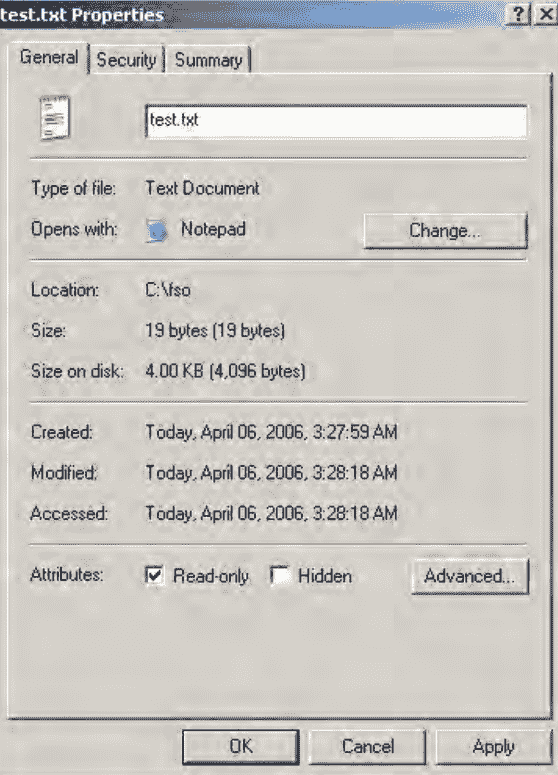 test.txt Properties
General Security Summary
test.txt
Type of file: Text Document
Opens with: Notepad Change...
Location: C:\fso
Size: 19 bytes (19 bytes)
Size on disk: 4.00 KB (4,096 bytes)
Created: Today, April 06, 2006, 3:27:59 AM
Modified: Today, April 06, 2006, 3:28:18 AM
Accessed: Today, April 06, 2006, 3:28:18 AM
Attributes: Read-only Hidden Advanced...
OK Cancel Apply